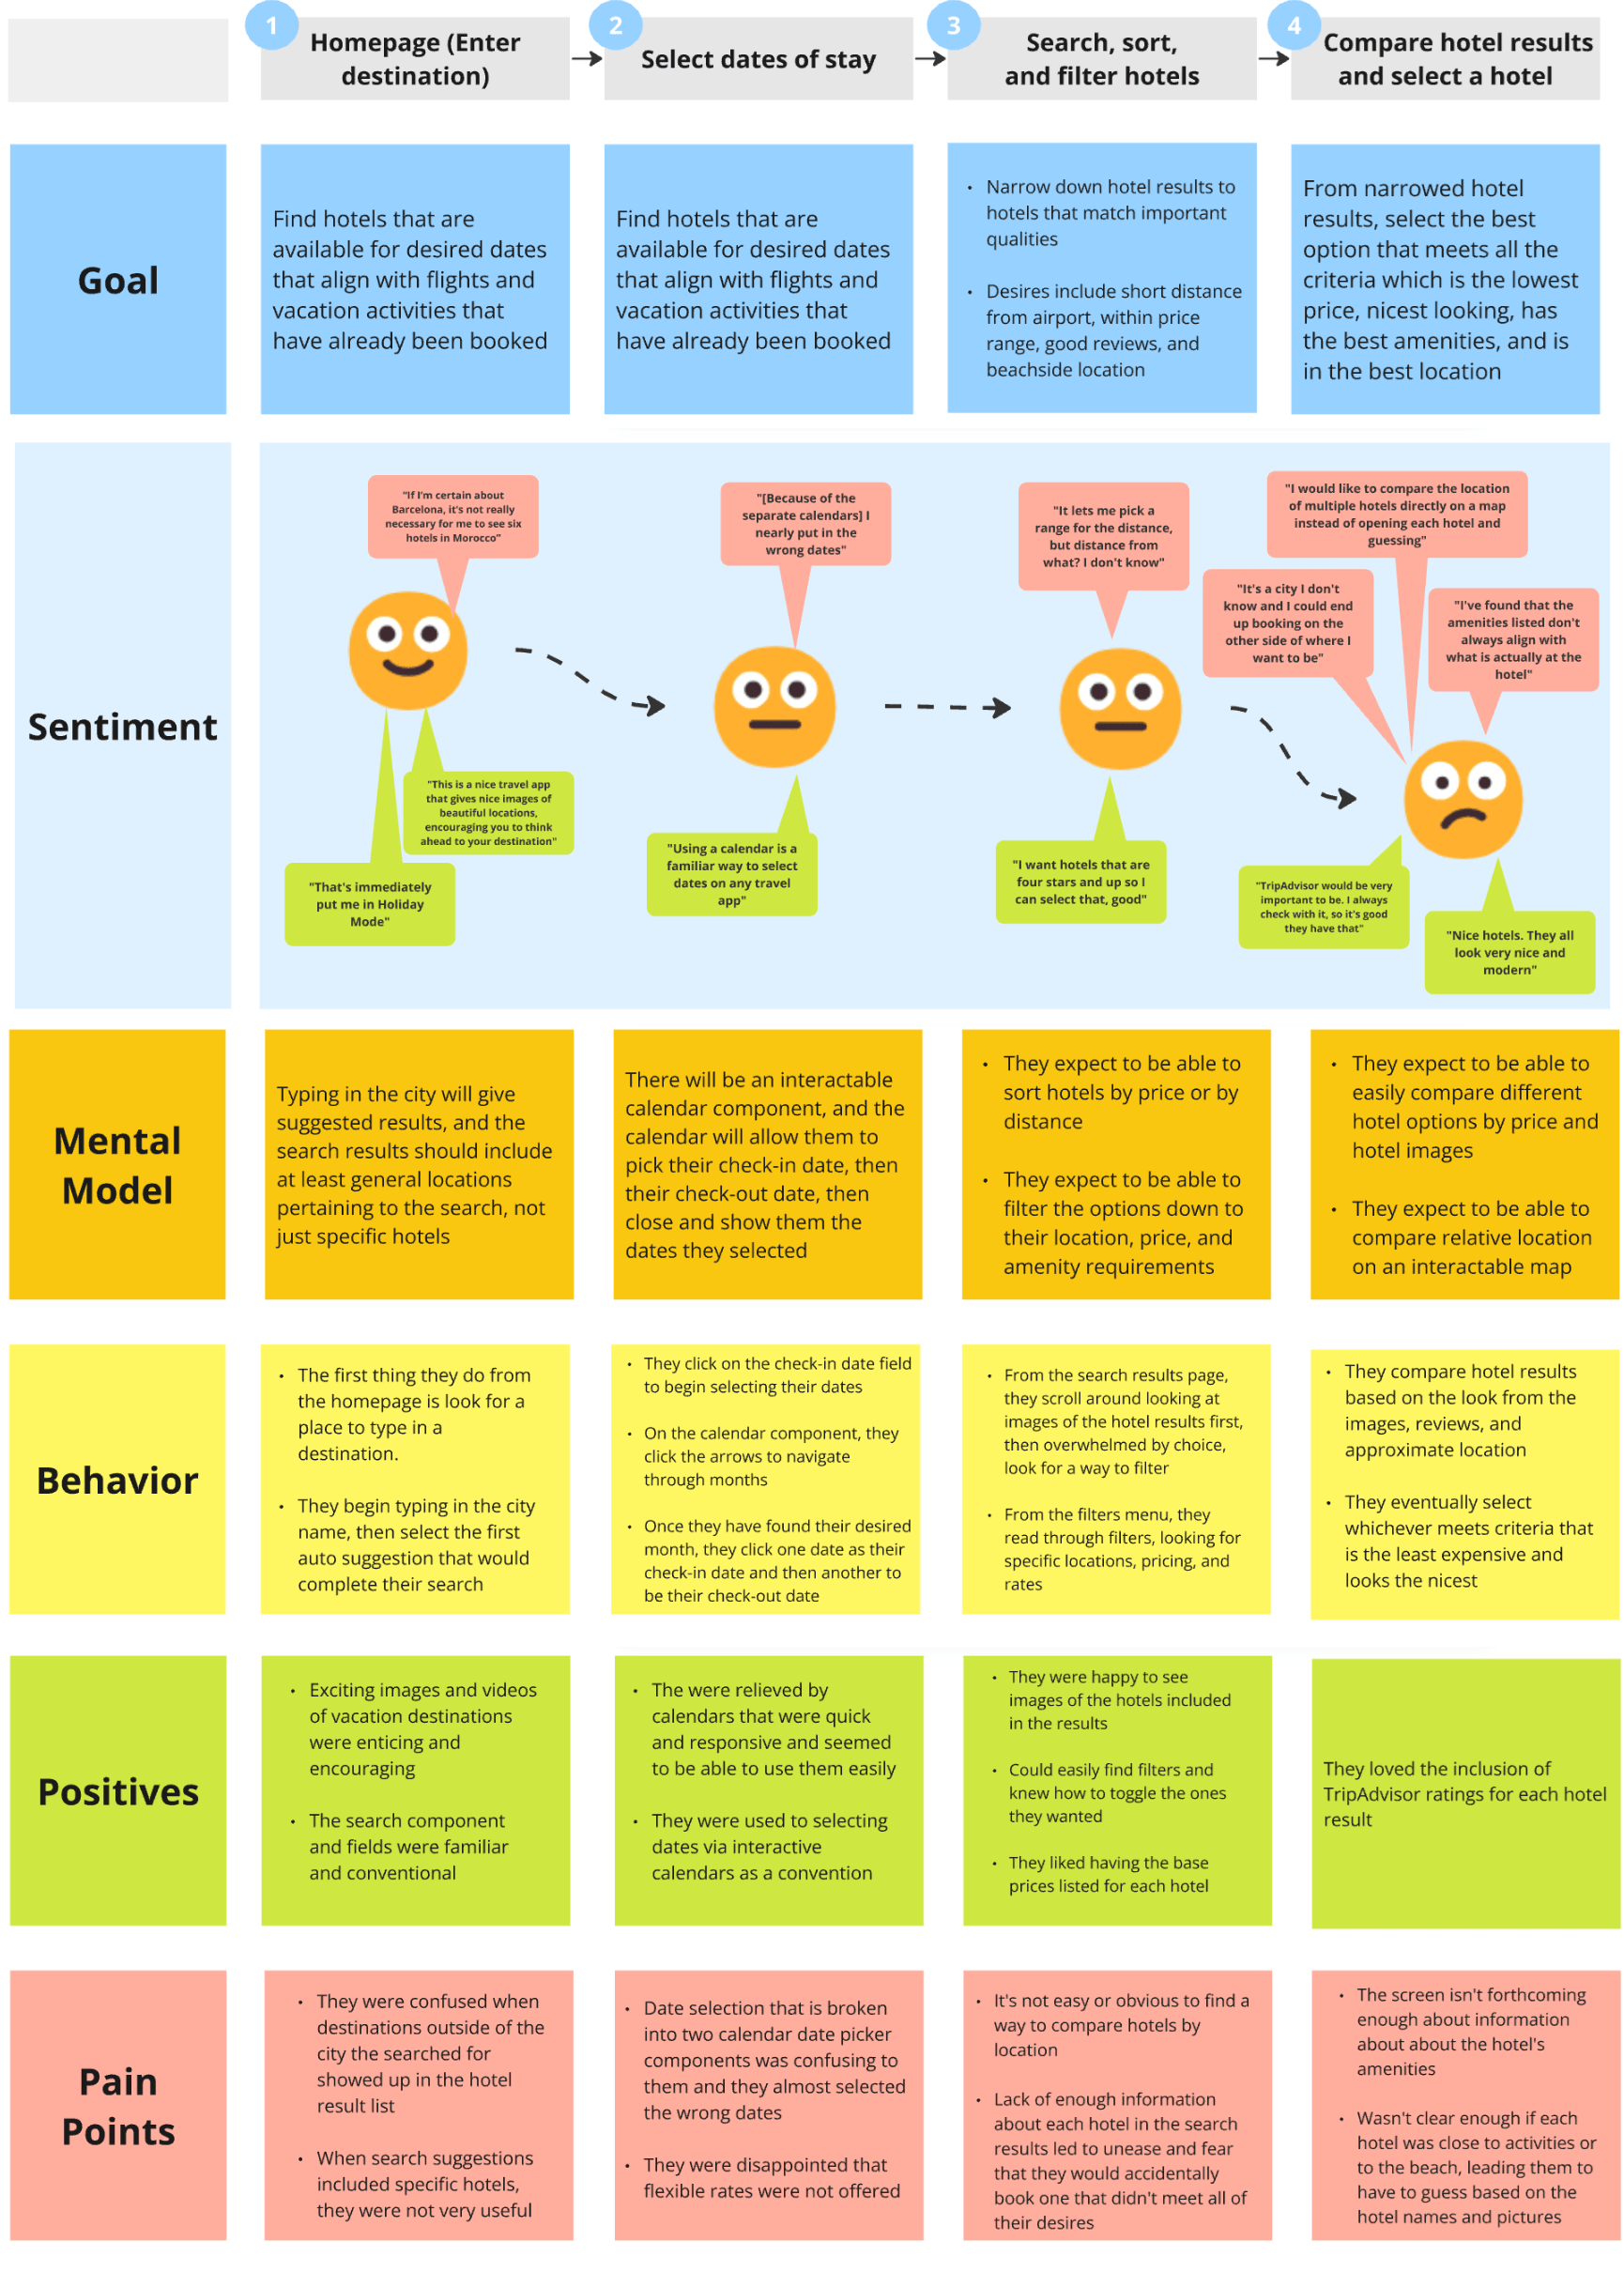 1
Homepage (Enter
destination)
2
Select dates of stay
3
Search, sort,
and filter hotels
4
Compare hotel results
and select a hotel
Goal
Find hotels that are
available for desired dates
that align with flights and
vacation activities that
have already been booked
Find hotels that are
available for desired dates
that align with flights and
vacation activities that
have already been booked
• Narrow down hotel results to
hotels that match important
qualities
• Desires include short distance
from airport, within price
range, good reviews, and
beachside location
From narrowed hotel
results, select the best
option that meets all the
criteria which is the lowest
price, nicest looking, has
the best amenities, and is
in the best location
Sentiment
"If I'm certain about
Barcelona, it's not really
necessary for me to see six
hotels in Morocco"
"This is a nice travel app
that gives nice images of
beautiful locations,
encouraging you to think
ahead to your destination"
"That's immediately
put me in Holiday
Mode"
"[Because of the
separate calendars] I
nearly put in the
wrong dates"
"Using a calendar is a
familiar way to select
dates on any travel
app"
"It lets me pick a
range for the distance,
but distance from
what? I don't know"
"I want hotels that are
four stars and up so I
can select that, good"
"I would like to compare the location
of multiple hotels directly on a map
instead of opening each hotel and
guessing"
"It's a city I don't
know and I could end
up booking on the
other side of where I
want to be"
"I've found that the
amenities listed don't
always align with
what is actually at the
hotel"
"TripAdvisor would be very
important to be. I always
check with it, so it's good
they have that"
"Nice hotels. They all
look very nice and
modern"
Mental
Model
Typing in the city will give
suggested results, and the
search results should include
at least general locations
pertaining to the search, not
just specific hotels
There will be an interactable
calendar component, and the
calendar will allow them to
pick their check-in date, then
their check-out date, then
close and show them the
dates they selected
• They expect to be able to
sort hotels by price or by
distance
• They expect to be able to
filter the options down to
their location, price, and
amenity requirements
• They expect to be able to
easily compare different
hotel options by price and
hotel images
• They expect to be able to
compare relative location
on an interactable map
Behavior
• The first thing they do from
the homepage is look for a
place to type in a
destination.
• They begin typing in the city
name, then select the first
auto suggestion that would
complete their search
• They click on the check-in date field
to begin selecting their dates
• On the calendar component, they
click the arrows to navigate
through months
• Once they have found their desired
month, they click one date as their
check-in date and then another to
be their check-out date
• From the search results page,
they scroll around looking at
images of the hotel results first,
then overwhelmed by choice,
look for a way to filter
• From the filters menu, they
read through filters, looking for
specific locations, pricing, and
rates
• They compare hotel results
based on the look from the
images, reviews, and
approximate location
• They eventually select
whichever meets criteria that
is the least expensive and
looks the nicest
Positives
• Exciting images and videos
of vacation destinations
were enticing and
encouraging
• The search component
and fields were familiar
and conventional
• The were relieved by
calendars that were quick
and responsive and seemed
to be able to use them easily
• They were used to selecting
dates via interactive
calendars as a convention
• They were happy to see
images of the hotels included
in the results
• Could easily find filters and
knew how to toggle the ones
they wanted
• They liked having the base
prices listed for each hotel
They loved the inclusion of
TripAdvisor ratings for each hotel
result
Pain
Points
• They were confused when
destinations outside of the
city the searched for
showed up in the hotel
result list
• When search suggestions
included specific hotels,
they were not very useful
• Date selection that is broken
into two calendar date picker
components was confusing to
them and they almost selected
the wrong dates
• They were disappointed that
flexible rates were not offered
• It's not easy or obvious to find a
way to compare hotels by
location
• Lack of enough information
about each hotel in the search
results led to unease and fear
that they would accidentally
book one that didn't meet all of
their desires
• The screen isn't forthcoming
enough about information
about about the hotel's
amenities
• Wasn't clear enough if each
hotel was close to activities or
to the beach, leading them to
have to guess based on the
hotel names and pictures